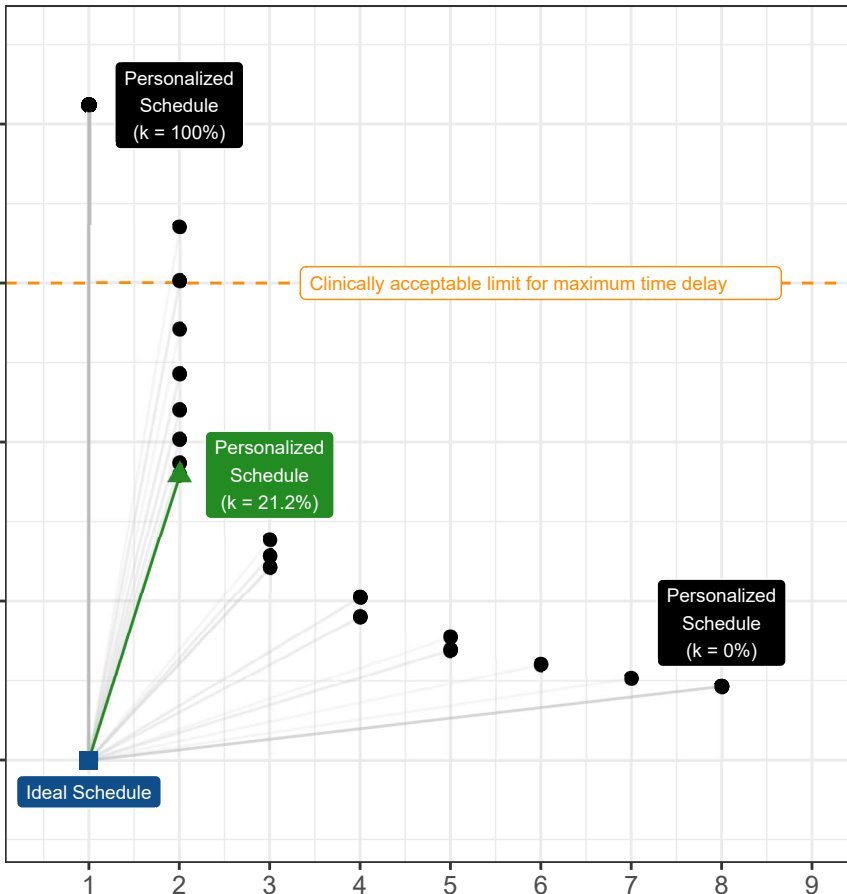 Personalized
Schedule
(k = 100%)
Clinically acceptable limit for maximum time delay
Personalized
Schedule
(k = 21.2%)
Personalized
Schedule
(k = 0%)
Ideal Schedule
1 2 3 4 5 6 7 8 9